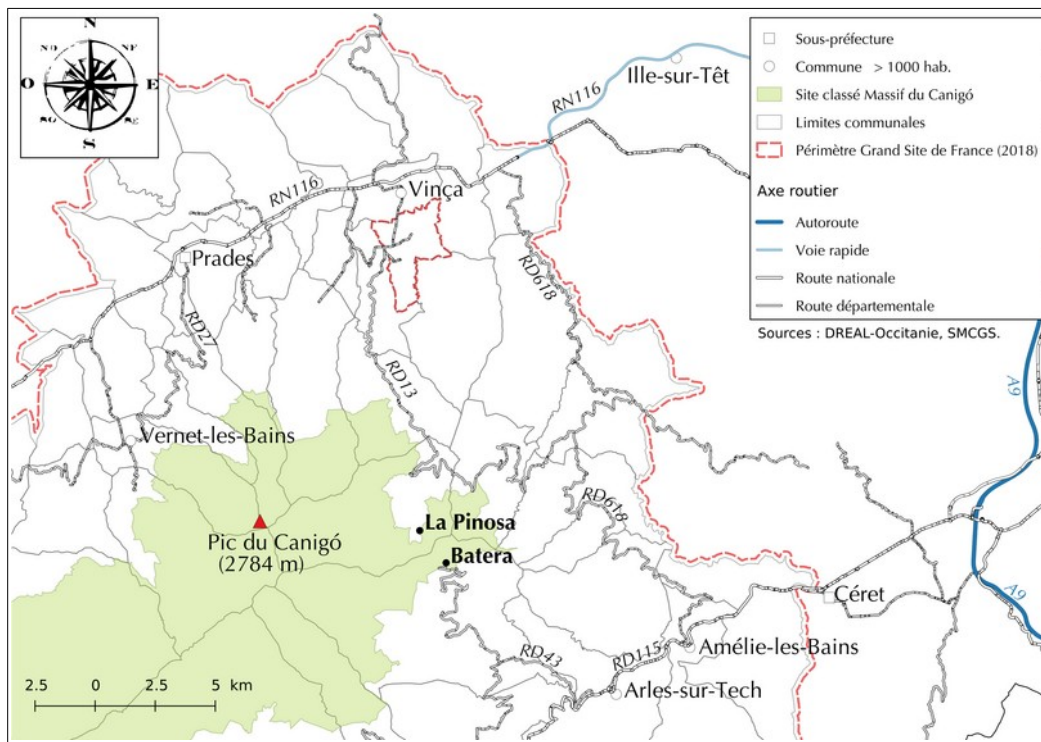 N
NO
NE
O
E
SO
SE
S
Sous-préfecture
Commune > 1000 hab.
Site classé Massif du Canigó
Limites communales
Périmètre Grand Site de France (2018)
Axe routier
Autoroute
Voie rapide
Route nationale
Route départementale
Sources : DREAL-Occitanie, SMCGS.
Ille-sur-Têt
RN116
Vinça
RN116
Prades
RD618
RD27
RD13
A9
Vernet-les-Bains
RD618
La Pinosa
Pic du Canigó
(2784 m)
Batera
Céret
A9
Amélie-les-Bains
RD115
RD43
Arles-sur-Tech
2.5 0 2.5 5 km